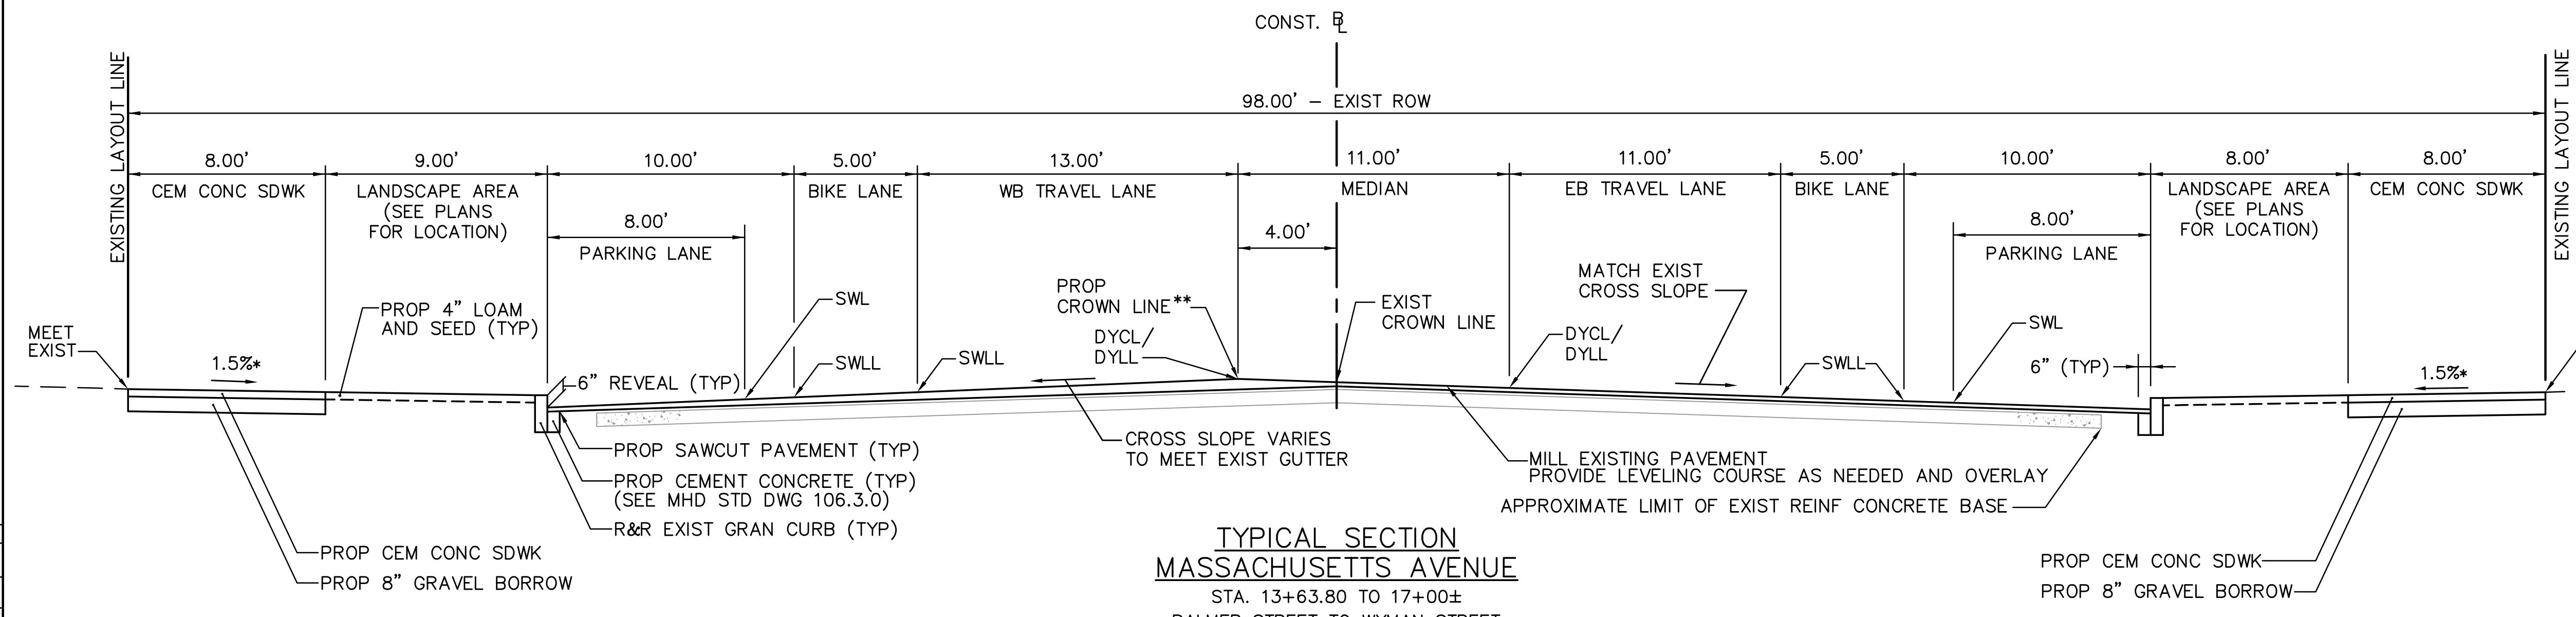 CONST. BL
EXISTING LAYOUT LINE
98.00' - EXIST ROW
EXISTING LAYOUT LINE
8.00'
9.00'
10.00'
5.00'
13.00'
11.00'
11.00'
5.00'
10.00'
8.00'
8.00'
CEM CONC SDWK
LANDSCAPE AREA
(SEE PLANS
FOR LOCATION)
BIKE LANE
WB TRAVEL LANE
MEDIAN
EB TRAVEL LANE
BIKE LANE
LANDSCAPE AREA
(SEE PLANS
FOR LOCATION)
CEM CONC SDWK
8.00'
PARKING LANE
4.00'
8.00'
PARKING LANE
MEET
EXIST
1.5%*
PROP 4" LOAM
AND SEED (TYP)
6" REVEAL (TYP)
SWL
SWLL
SWLL
PROP
CROWN LINE**
DYCL/
DYLL
EXIST
CROWN LINE
MATCH EXIST
CROSS SLOPE
DYCL/
DYLL
SWLL
SWL
6" (TYP)
1.5%*
PROP SAWCUT PAVEMENT (TYP)
PROP CEMENT CONCRETE (TYP)
(SEE MHD STD DWG 106.3.0)
R&R EXIST GRAN CURB (TYP)
CROSS SLOPE VARIES
TO MEET EXIST GUTTER
MILL EXISTING PAVEMENT
PROVIDE LEVELING COURSE AS NEEDED AND OVERLAY
APPROXIMATE LIMIT OF EXIST REINF CONCRETE BASE
PROP CEM CONC SDWK
PROP 8" GRAVEL BORROW
PROP CEM CONC SDWK
PROP 8" GRAVEL BORROW
TYPICAL SECTION
MASSACHUSETTS AVENUE
STA. 13+63.80 TO 17+00±
PALMER STREET TO WYMAN STREET